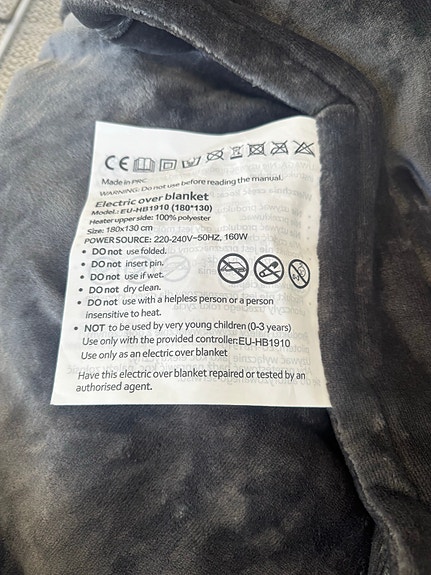 CE
Made in PRC
WARNING: Do not use before reading the manual.
Electric over blanket
Model: EU-HB1910 (180*130)
Heater upper side: 100% polyester
Size: 180x130 cm
POWER SOURCE: 220-240V~50HZ, 160W
• DO not use folded.
• DO not insert pin.
• DO not use if wet.
• DO not dry clean.
• DO not use with a helpless person or a person
insensitive to heat.
• NOT to be used by very young children (0-3 years)
Use only with the provided controller:EU-HB1910
Use only as an electric over blanket
Have this electric over blanket repaired or tested by an
authorised agent.